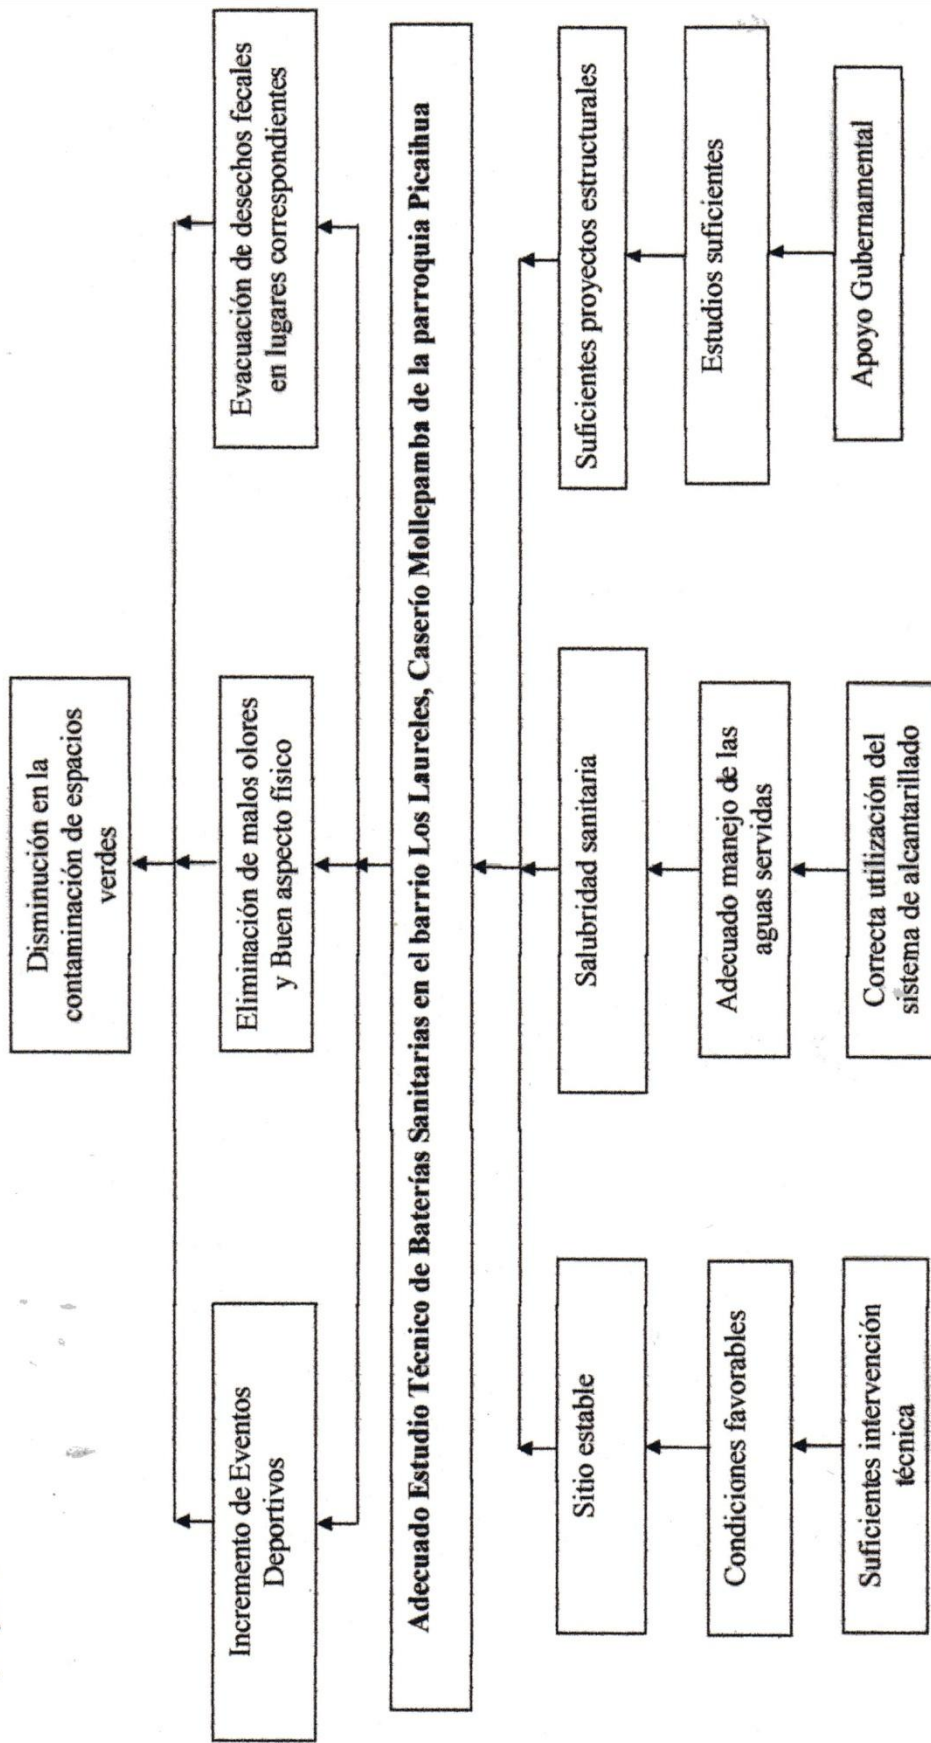 Disminución en la
contaminación de espacios
verdes
Incremento de Eventos
Deportivos
Eliminación de malos olores
y Buen aspecto físico
Evacuación de desechos fecales
en lugares correspondientes
Adecuado Estudio Técnico de Baterías Sanitarias en el barrio Los Laureles, Caserío Mollepamba de la parroquia Picaihua
Sitio estable
Salubridad sanitaria
Suficientes proyectos estructurales
Condiciones favorables
Adecuado manejo de las
aguas servidas
Estudios suficientes
Suficientes intervención
técnica
Correcta utilización del
sistema de alcantarillado
Apoyo Gubernamental